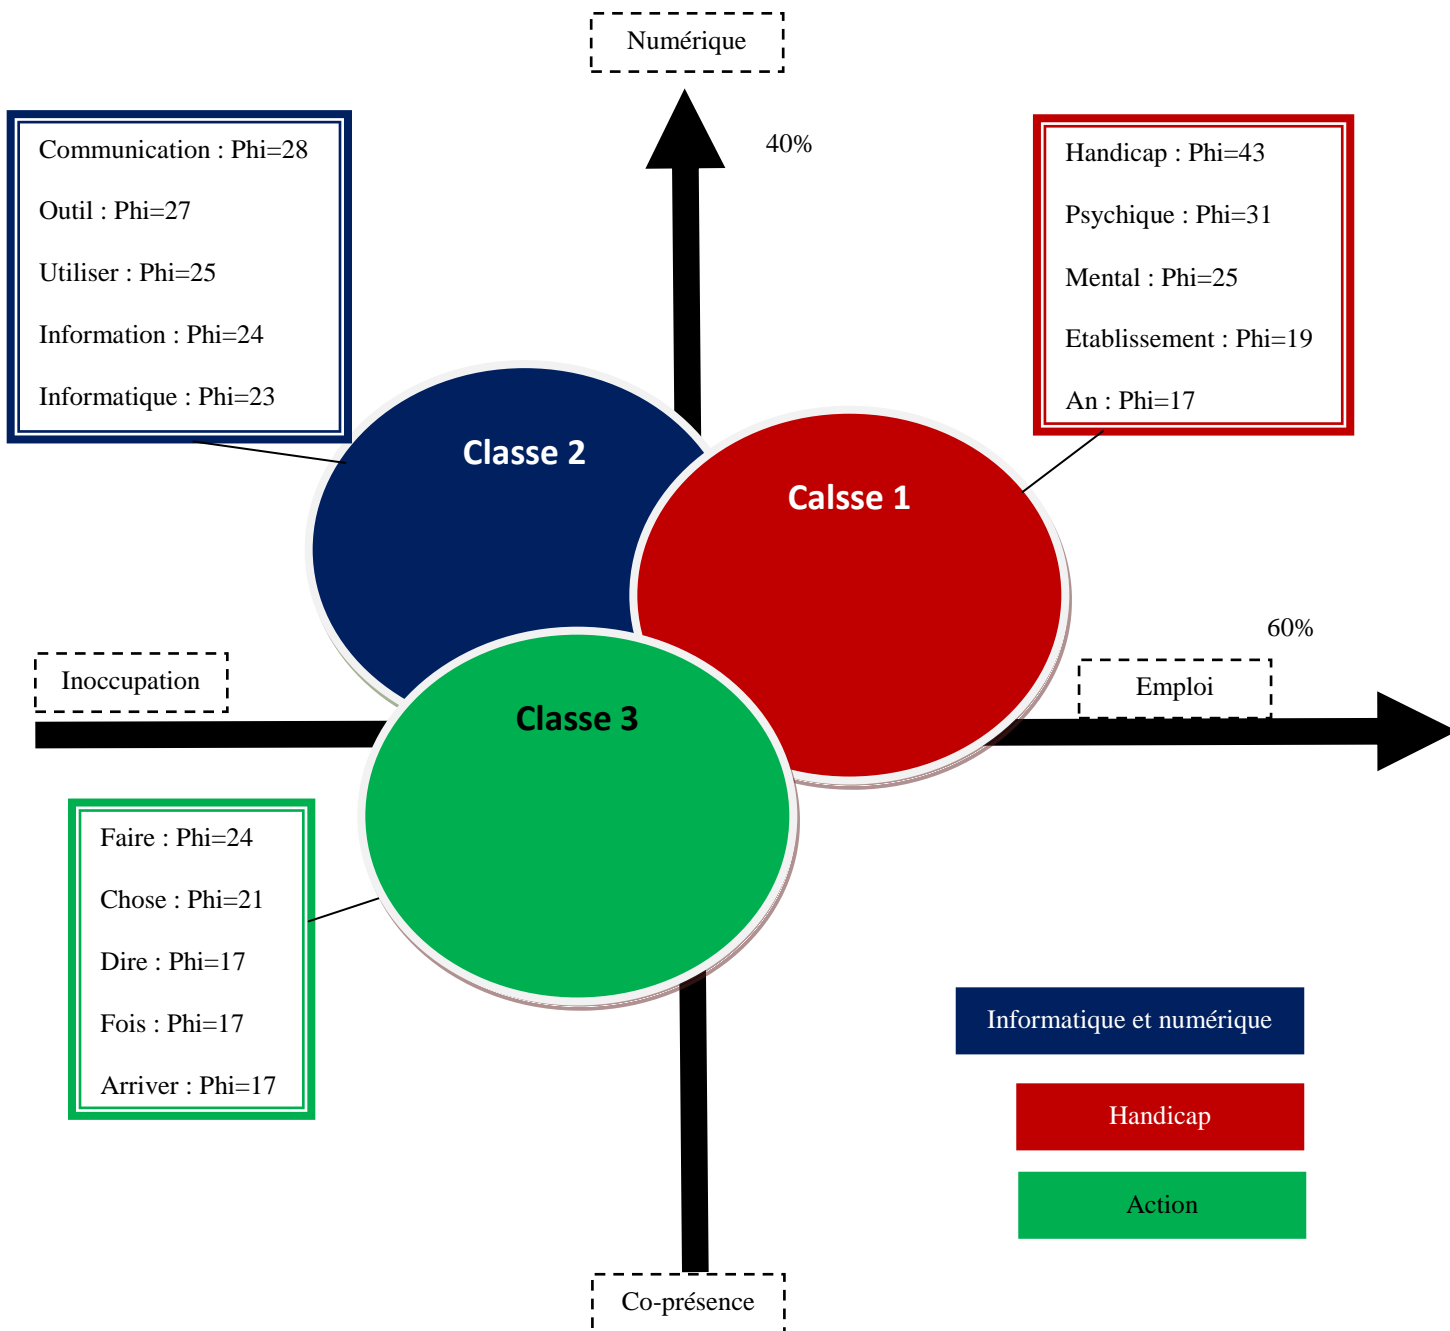 Numérique
40%
Communication : Phi=28
Outil : Phi=27
Utiliser : Phi=25
Information : Phi=24
Informatique : Phi=23
Handicap : Phi=43
Psychique : Phi=31
Mental : Phi=25
Etablissement : Phi=19
An : Phi=17
Classe 2
Calsse 1
60%
Inoccupation
Emploi
Classe 3
Faire : Phi=24
Chose : Phi=21
Dire : Phi=17
Fois : Phi=17
Arriver : Phi=17
Informatique et numérique
Handicap
Action
Co-présence